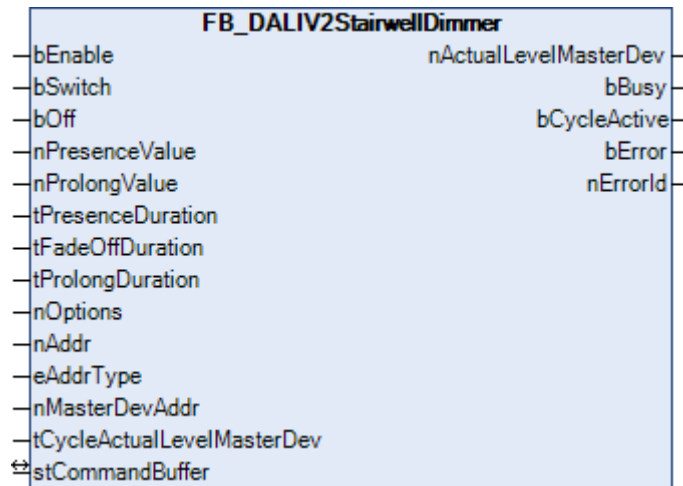 FB_DALIV2StairwellDimmer
bEnable nActualLevelMasterDev
bSwitch bBusy
bOff bCycleActive
nPresenceValue bError
nProlongValue nErrorId
tPresenceDuration
tFadeOffDuration
tProlongDuration
nOptions
nAddr
eAddrType
nMasterDevAddr
tCycleActualLevelMasterDev
stCommandBuffer